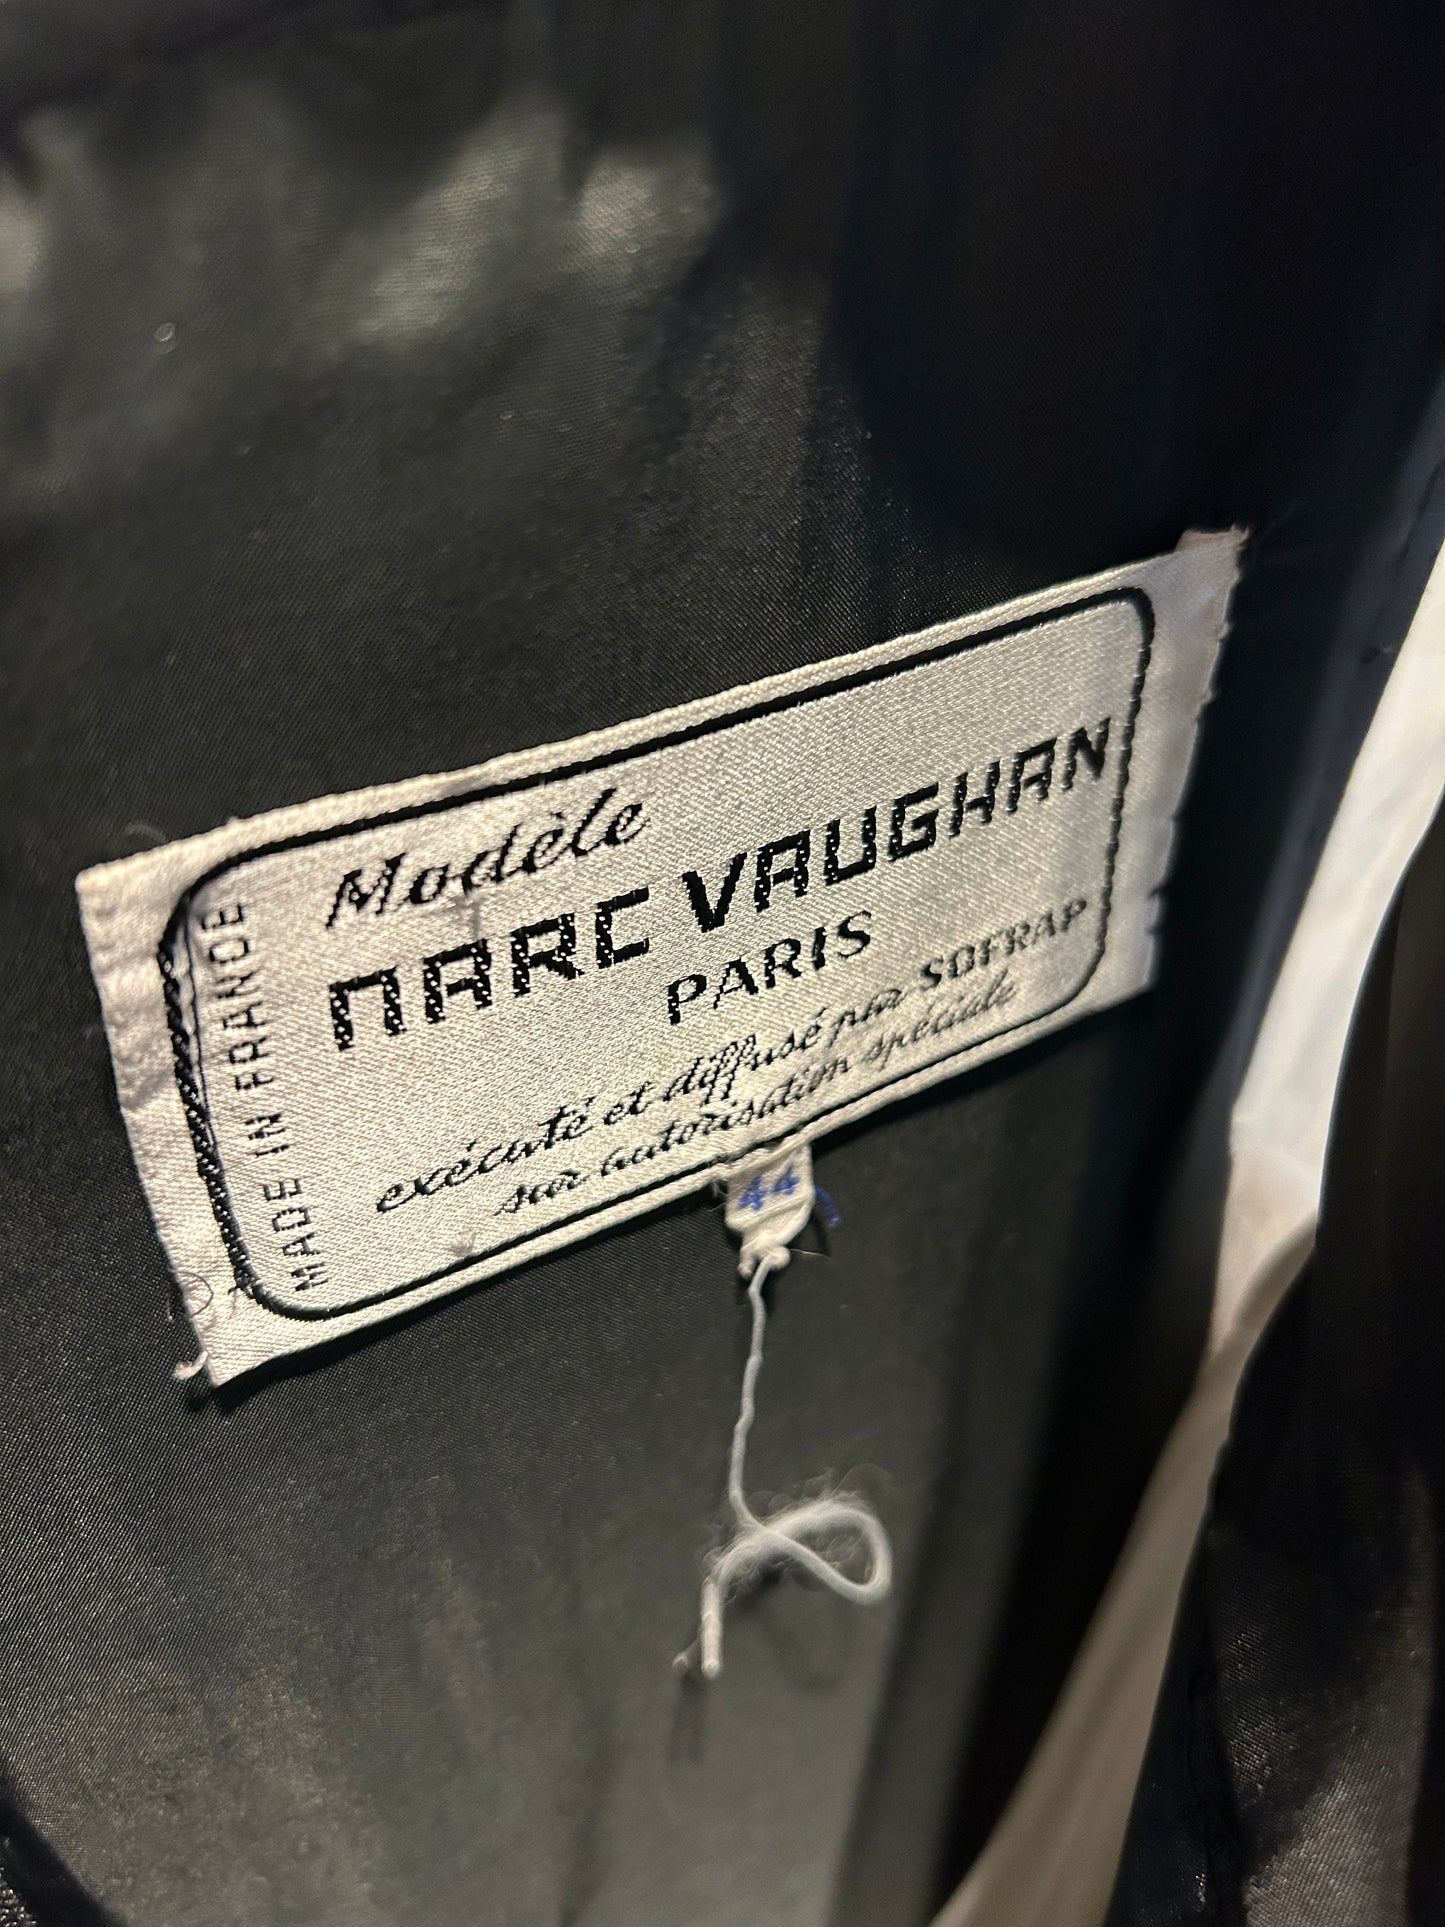 Modèle
MARC VAUGHAN
PARIS
exécuté et diffusé par SOFRAP
sur autorisation spéciale
MADE IN FRANCE
44